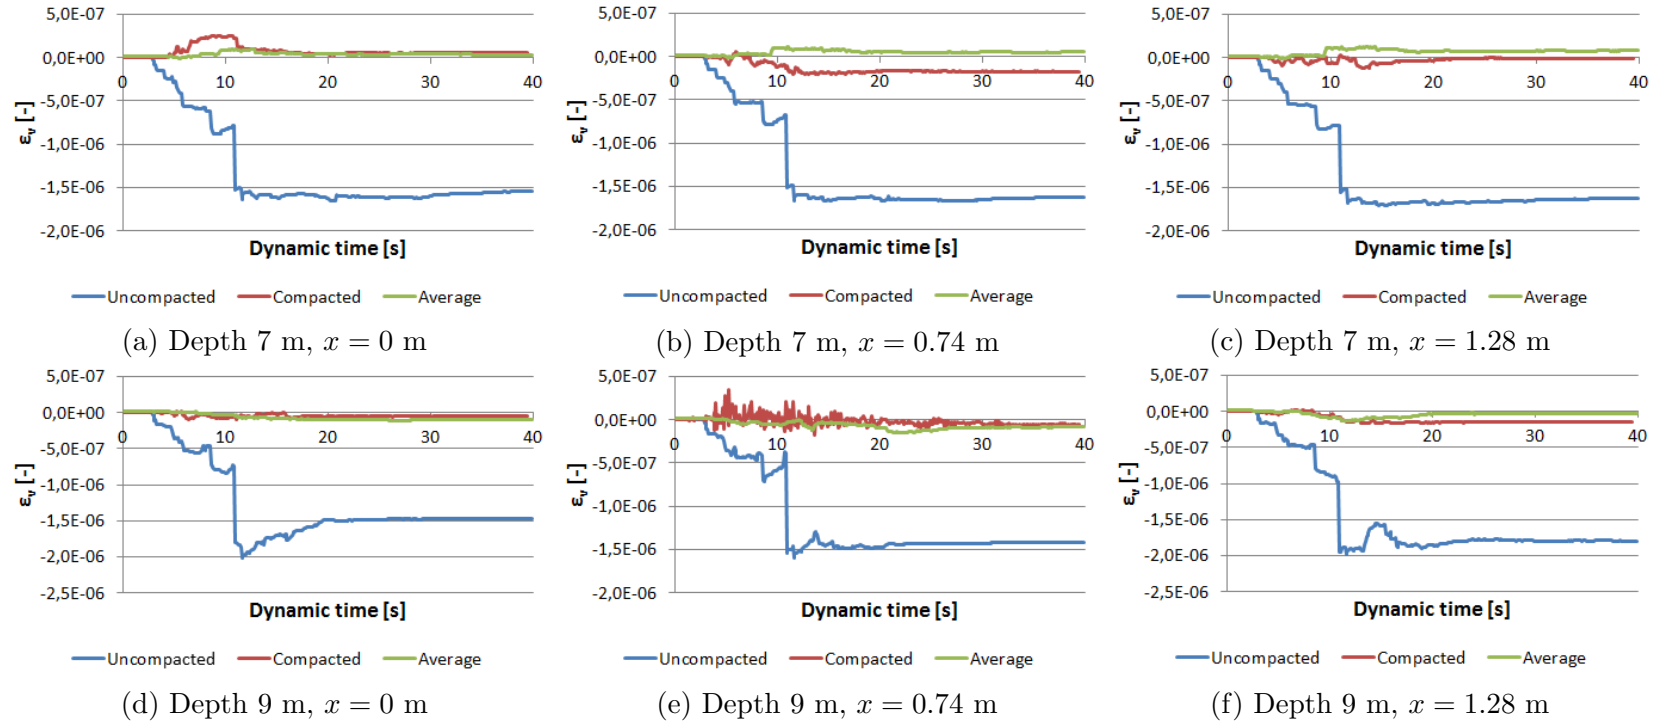 5,0E-07
0,0E+00
-5,0E-07
-1,0E-06
-1,5E-06
-2,0E-06
0 10 20 30 40
εv [-]
Dynamic time [s]
Uncompacted Compacted Average
(a) Depth 7 m, x = 0 m
5,0E-07
0,0E+00
-5,0E-07
-1,0E-06
-1,5E-06
-2,0E-06
0 10 20 30 40
εv [-]
Dynamic time [s]
Uncompacted Compacted Average
(b) Depth 7 m, x = 0.74 m
5,0E-07
0,0E+00
-5,0E-07
-1,0E-06
-1,5E-06
-2,0E-06
0 10 20 30 40
εv [-]
Dynamic time [s]
Uncompacted Compacted Average
(c) Depth 7 m, x = 1.28 m
5,0E-07
0,0E+00
-5,0E-07
-1,0E-06
-1,5E-06
-2,0E-06
-2,5E-06
0 10 20 30 40
εv [-]
Dynamic time [s]
Uncompacted Compacted Average
(d) Depth 9 m, x = 0 m
5,0E-07
0,0E+00
-5,0E-07
-1,0E-06
-1,5E-06
-2,0E-06
0 10 20 30 40
εv [-]
Dynamic time [s]
Uncompacted Compacted Average
(e) Depth 9 m, x = 0.74 m
5,0E-07
0,0E+00
-5,0E-07
-1,0E-06
-1,5E-06
-2,0E-06
-2,5E-06
0 10 20 30 40
εv [-]
Dynamic time [s]
Uncompacted Compacted Average
(f) Depth 9 m, x = 1.28 m